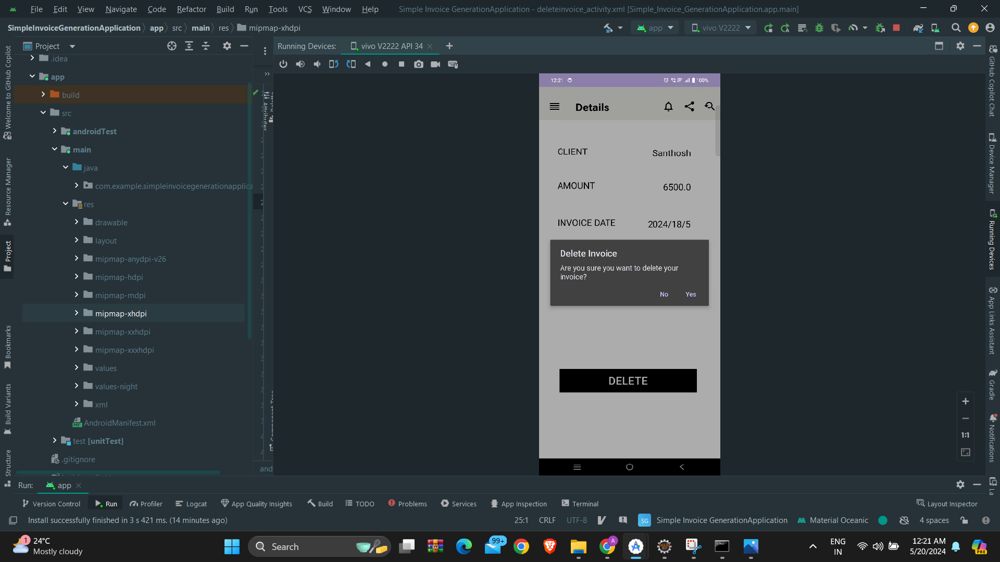 File Edit View Navigate Code Refactor Build Run Tools VCS Window Help Simple Invoice GenerationApplication - deleteinvoice_activity.xml [Simple_Invoice_GenerationApplication.app.main]
SimpleInvoiceGenerationApplication app src main res mipmap-xhdpi
app vivo V2222
Project
Running Devices: vivo V2222 API 34
.idea
app
build
src
androidTest
main
java
com.example.simpleinvoicegenerationapplica
res
drawable
layout
mipmap-anydpi-v26
mipmap-hdpi
mipmap-mdpi
mipmap-xhdpi
mipmap-xxhdpi
mipmap-xxxhdpi
values
values-night
xml
AndroidManifest.xml
test [unitTest]
.gitignore
Welcome to GitHub Copilot
Resource Manager
Project
Bookmarks
Build Variants
Structure
Attributes
and
12:21 100%
Details
CLIENT Santhosh
AMOUNT 6500.0
INVOICE DATE 2024/18/5
Delete Invoice
Are you sure you want to delete your
invoice?
No Yes
DELETE
1:1
GitHub Copilot Chat
Device Manager
Running Devices
App Links Assistant
Gradle
Notifications
La
Run: app
Version Control Run Profiler Logcat App Quality Insights Build TODO Problems Services App Inspection Terminal Layout Inspector
Install successfully finished in 3 s 421 ms. (14 minutes ago) 25:1 CRLF UTF-8 SG Simple Invoice GenerationApplication Material Oceanic 4 spaces
1
24°C
Mostly cloudy
Search
99+
A
ENG
IN
12:21 AM
5/20/2024
PRE